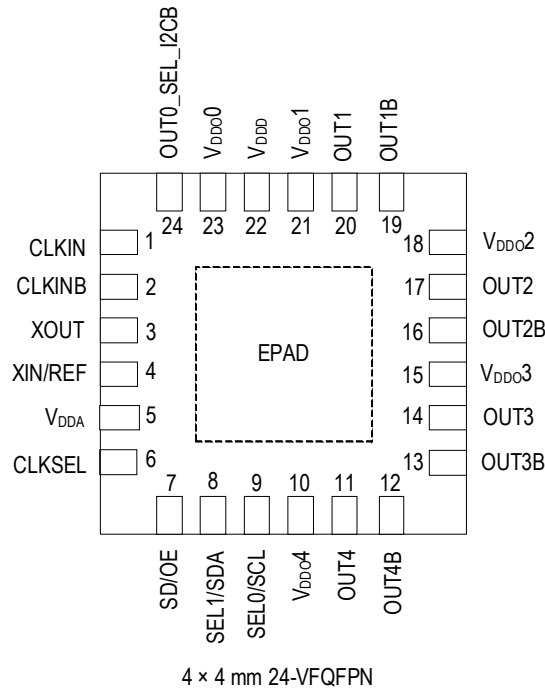 OUT0_SEL_I2CB
VDDO0
VDDD
VDDO1
OUT1
OUT1B
24
23
22
21
20
19
CLKIN
1
CLKINB
2
XOUT
3
XIN/REF
4
VDDA
5
CLKSEL
6
EPAD
18
VDDO2
17
OUT2
16
OUT2B
15
VDDO3
14
OUT3
13
OUT3B
7
8
9
10
11
12
SD/OE
SEL1/SDA
SEL0/SCL
VDDO4
OUT4
OUT4B
4 × 4 mm 24-VFQFPN